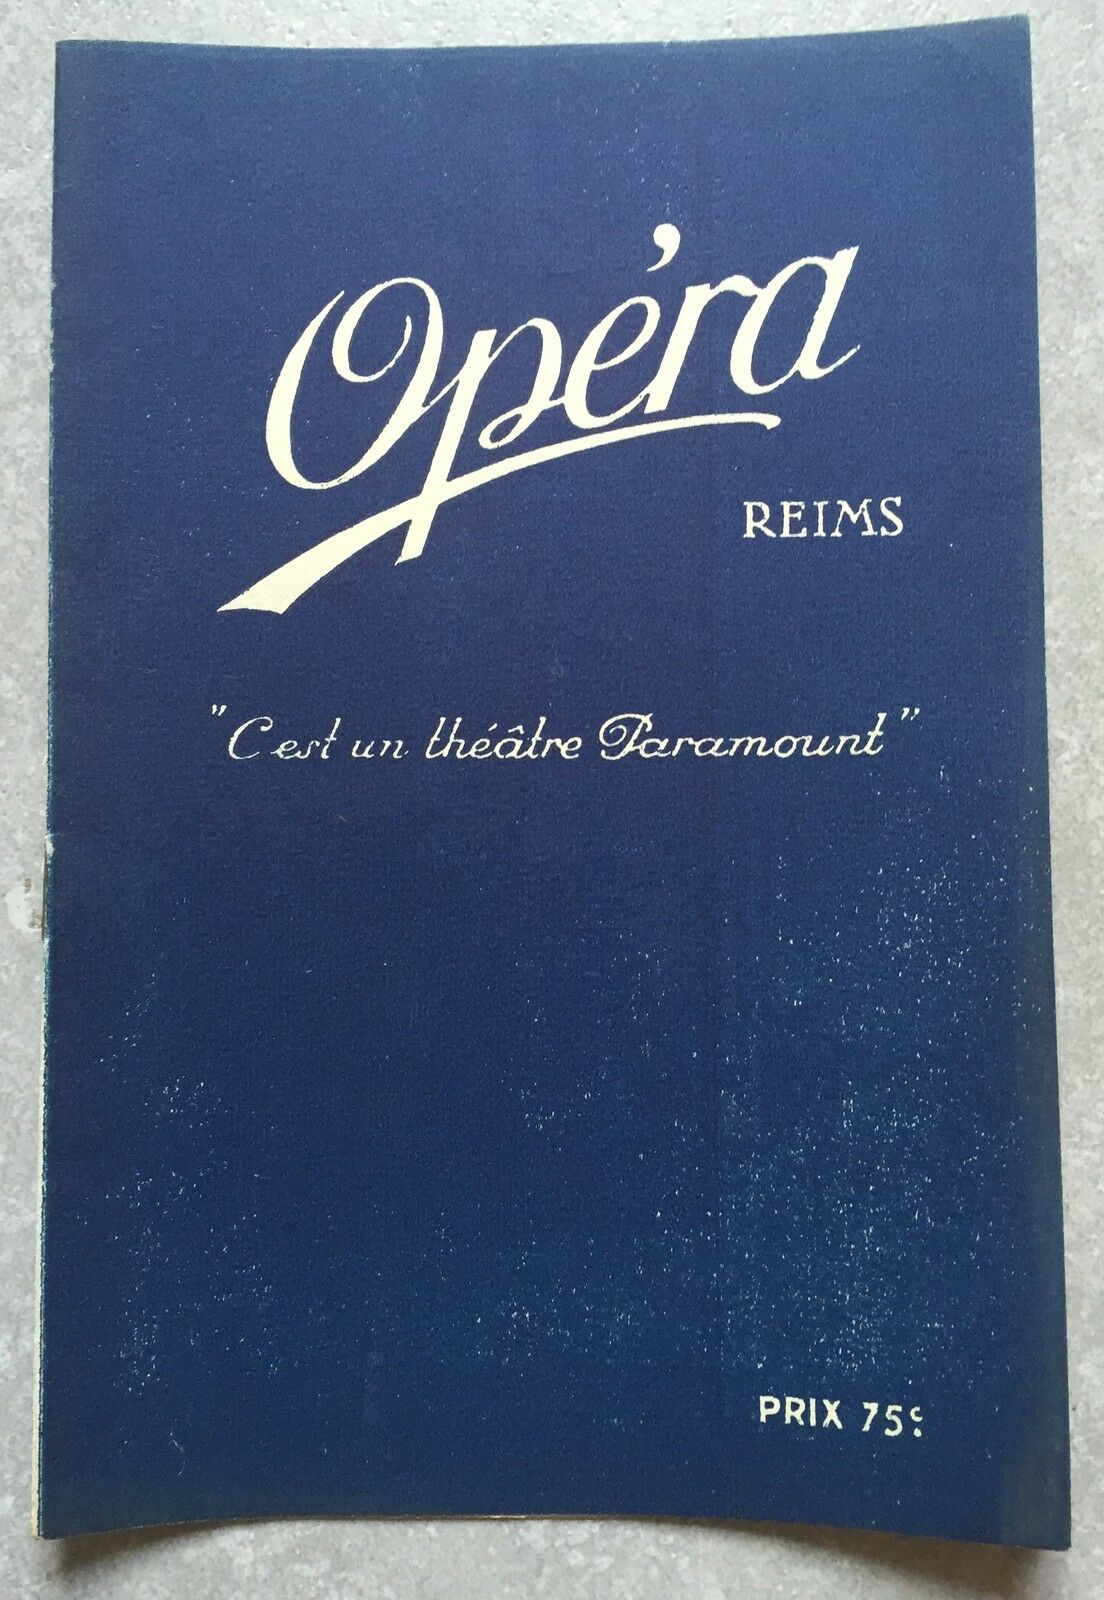 Opéra
REIMS
"C'est un théâtre Paramount"
PRIX 75c.